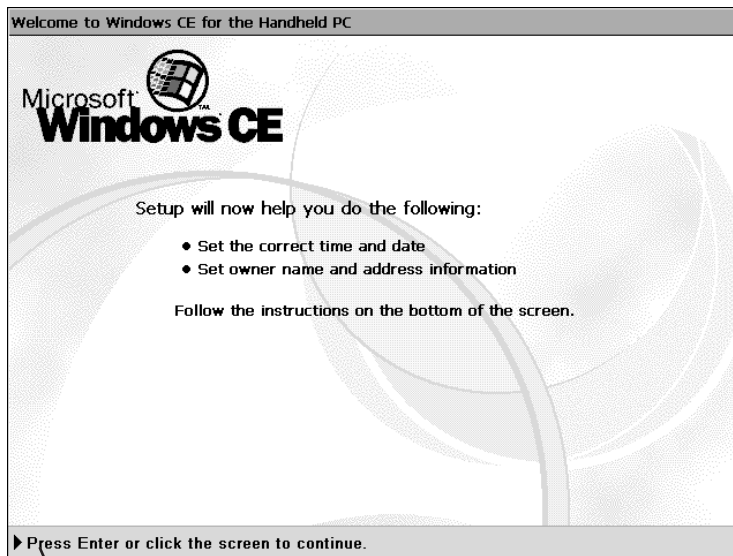 Welcome to Windows CE for the Handheld PC
Microsoft
Windows CE
Setup will now help you do the following:
● Set the correct time and date
● Set owner name and address information
Follow the instructions on the bottom of the screen.
Press Enter or click the screen to continue.